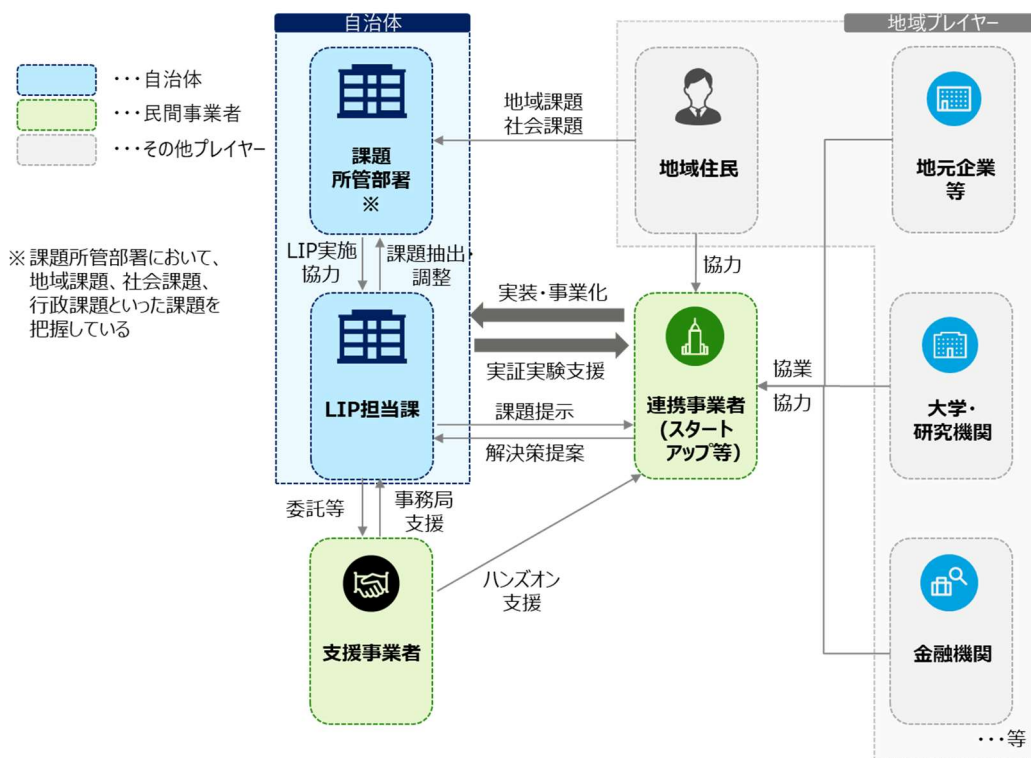 自治体
地域プレイヤー
・・・自治体
・・・民間事業者
・・・その他プレイヤー
※課題所管部署において、
地域課題、社会課題、
行政課題といった課題を
把握している
課題
所管部署
※
地域課題
社会課題
地域住民
地元企業
等
LIP実施
協力
課題抽出・
調整
協力
実装・事業化
実証実験支援
LIP担当課
課題提示
解決策提案
連携事業者
(スタート
アップ等)
協業
協力
大学・
研究機関
委託等
事務局
支援
ハンズオン
支援
支援事業者
金融機関
・・・等